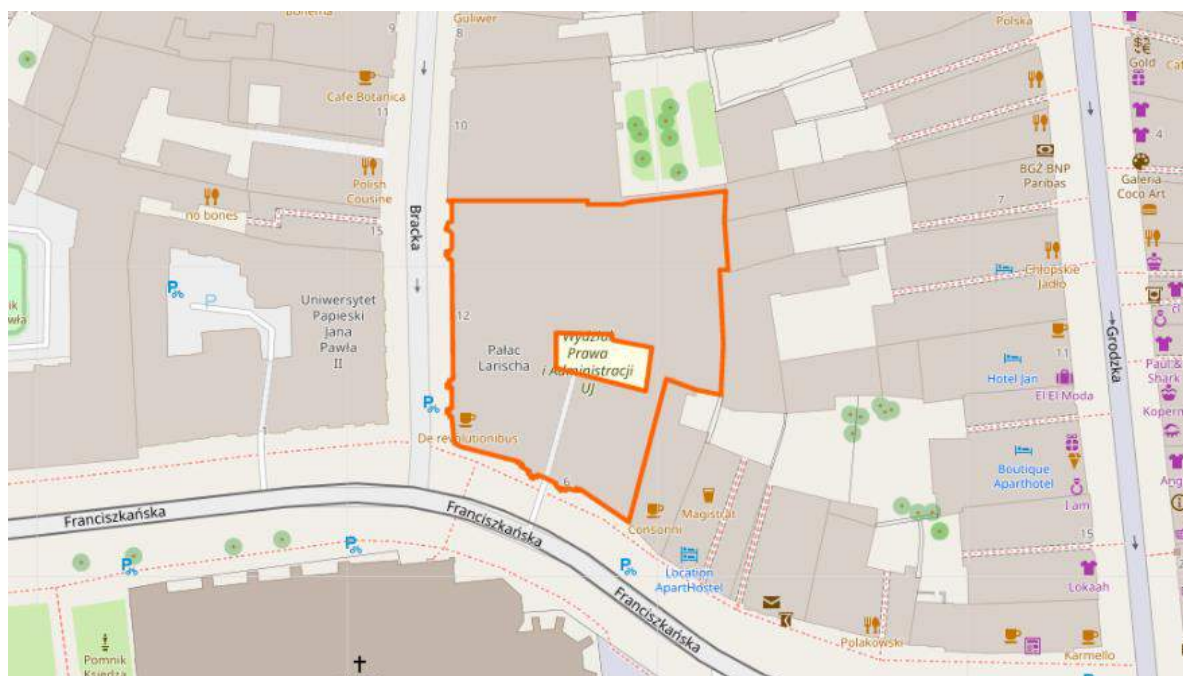 Guliwer
8
9
Polska
Gold
Cafe Botanica
11
10
4
Polish
Cousine
no bones
15
BGŻ BNP
Paribas
Galeria
Coco Art
7
Bracka
Chłopskie
Jadło
P
Uniwersytet
Papieski
Jana
Pawła
II
12
Pałac
Larischa
Wydział
Prawa
i Administracji
UJ
Grodzka
11
Hotel Jan
El El Moda
Paul &
Shark
De revolutionibus
1
6
Boutique
Aparthotel
I am
Consonni
Magistrat
Franciszkańska
Franciszkańska
Franciszkańska
15
Location
ApartHostel
Lokaah
Polakowski
Karmello
Pomnik
Księdza